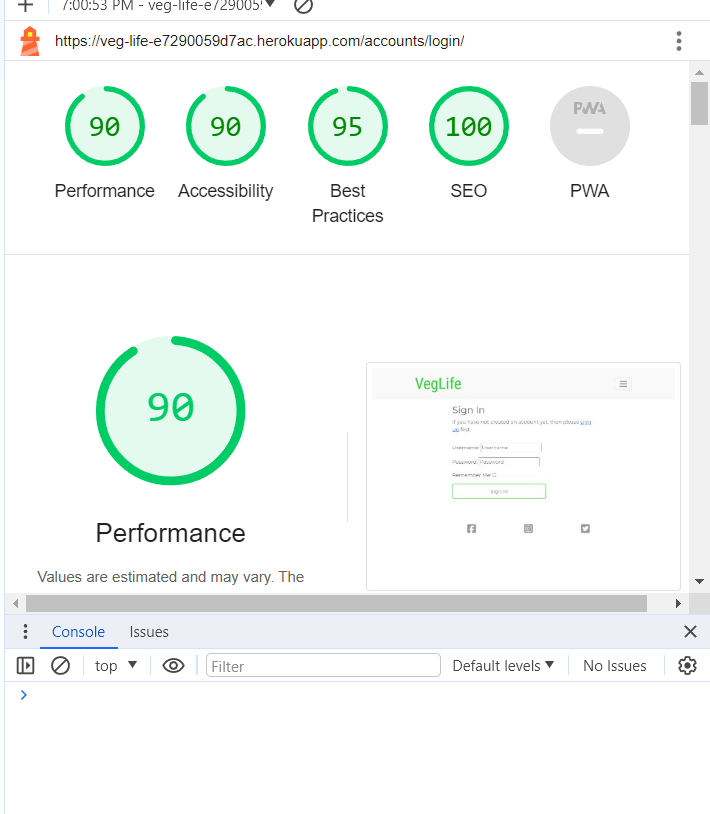 7:00:53 PM - veg-life-e7290059
https://veg-life-e7290059d7ac.herokuapp.com/accounts/login/
90 90 95 100 PWA
Performance Accessibility Best Practices SEO PWA
90
Performance
Values are estimated and may vary. The
VegLife
Sign In
If you have not created an account yet, then please sign
up first.
Username: Username
Password: Password
Remember Me:
Sign In
Console Issues
top Filter Default levels No Issues